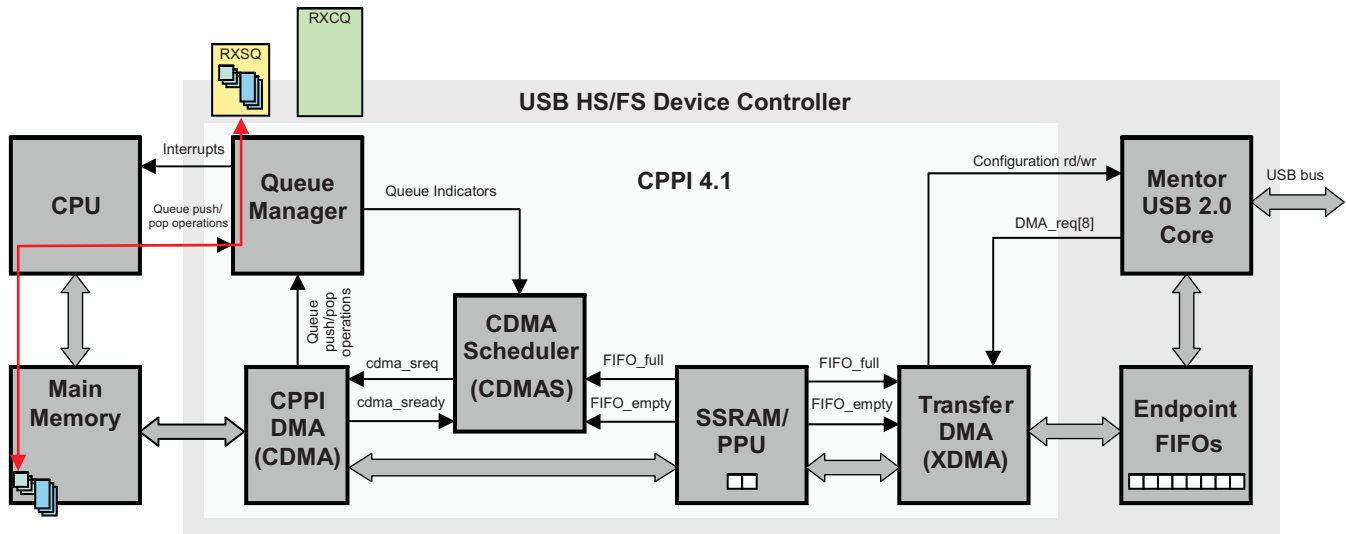 RXCQ
RXSQ
USB HS/FS Device Controller
CPU
Interrupts
Queue push/
pop operations
Queue
Manager
Queue Indicators
CPPI 4.1
Configuration rd/wr
DMA_req[8]
Mentor
USB 2.0
Core
USB bus
Queue
push/pop
operations
CDMA
Scheduler
(CDMAS)
cdma_sreq
cdma_sready
FIFO_full
FIFO_empty
FIFO_full
FIFO_empty
Main
Memory
CPPI
DMA
(CDMA)
SSRAM/
PPU
Transfer
DMA
(XDMA)
Endpoint
FIFOs